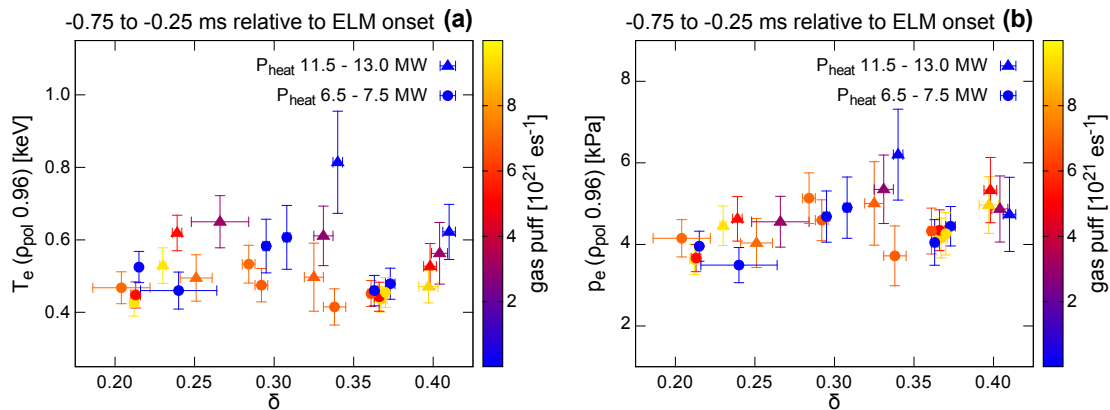 -0.75 to -0.25 ms relative to ELM onset (a)
P_heat 11.5 - 13.0 MW
P_heat 6.5 - 7.5 MW
T_e (ρ_pol 0.96) [keV]
1.0
0.8
0.6
0.4
0.20 0.25 0.30 0.35 0.40
δ
8
6
4
2
gas puff [10^21 es^-1]
-0.75 to -0.25 ms relative to ELM onset (b)
P_heat 11.5 - 13.0 MW
P_heat 6.5 - 7.5 MW
p_e (ρ_pol 0.96) [kPa]
8
6
4
2
0.20 0.25 0.30 0.35 0.40
δ
8
6
4
2
gas puff [10^21 es^-1]